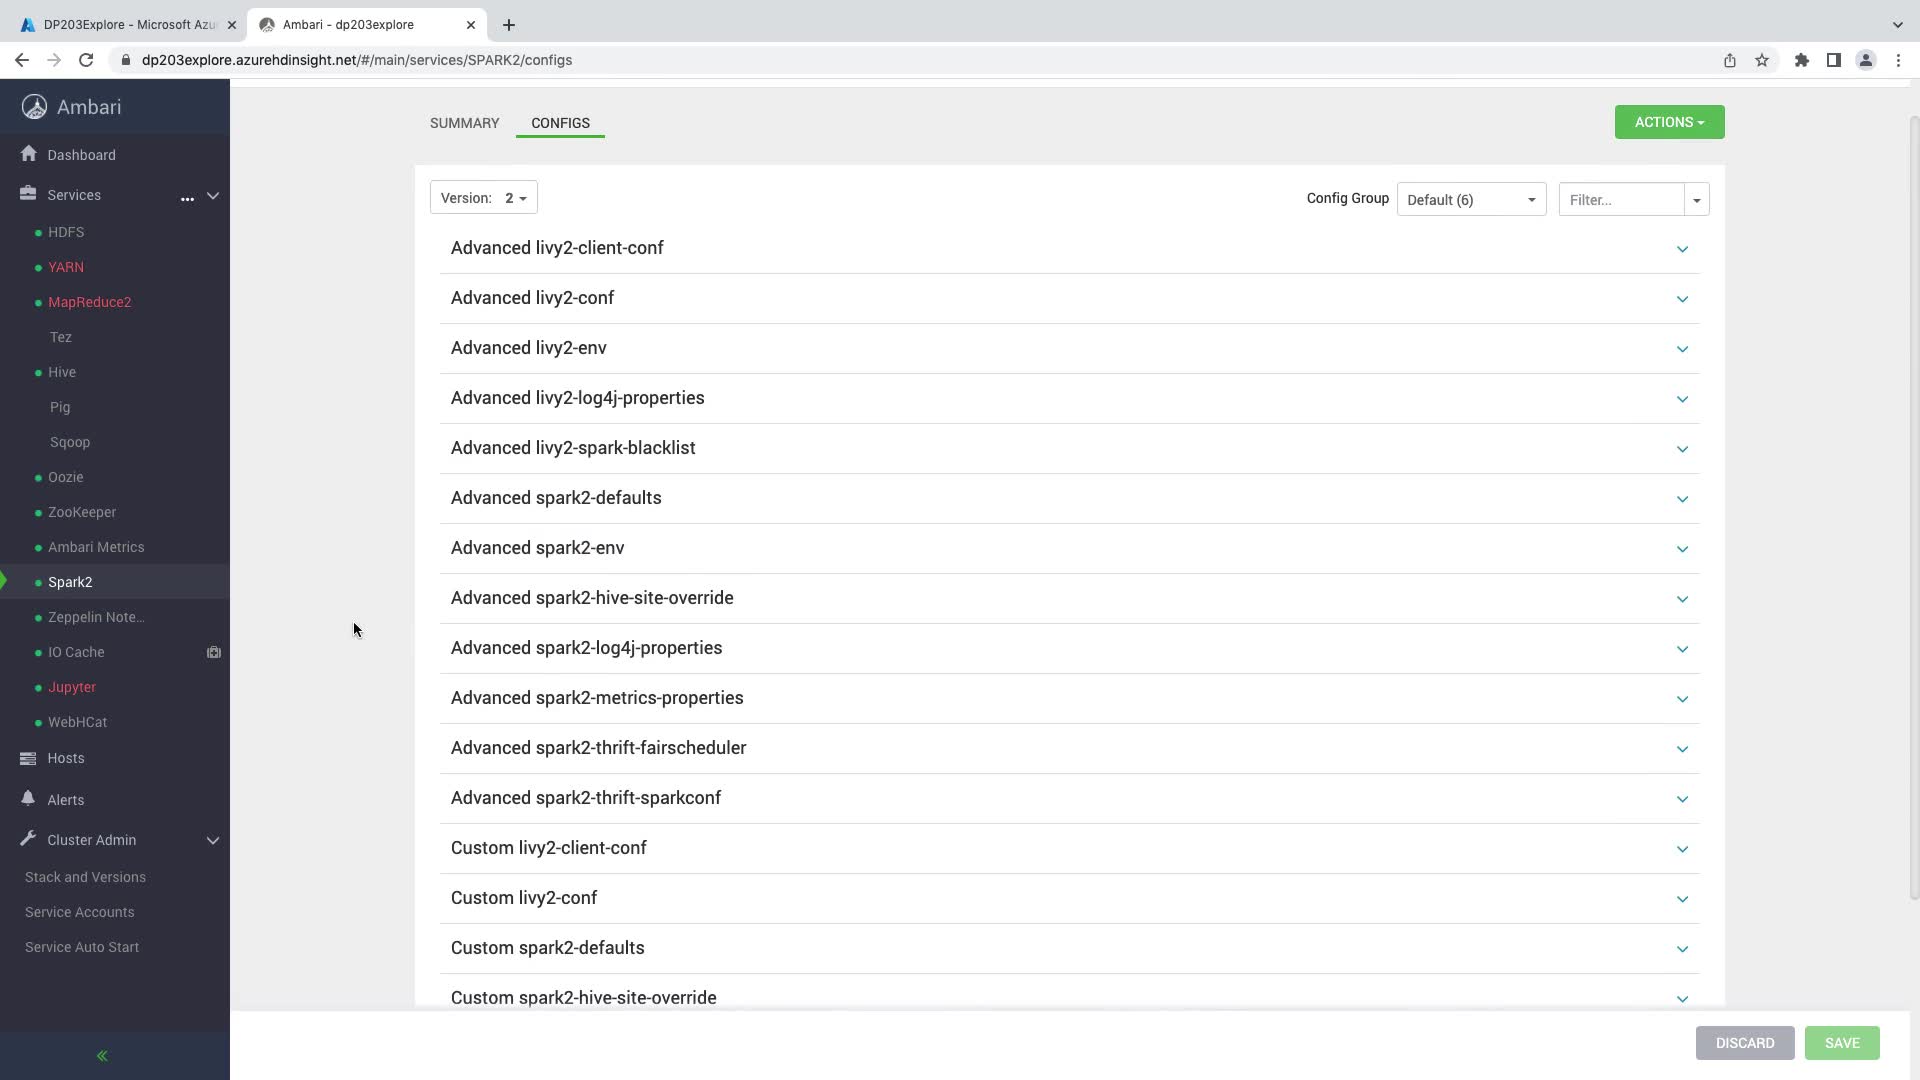 DP203Explore - Microsoft Azu
Ambari - dp203explore
dp203explore.azurehdinsight.net/#/main/services/SPARK2/configs
Ambari
Dashboard
Services
HDFS
YARN
MapReduce2
Tez
Hive
Pig
Sqoop
Oozie
ZooKeeper
Ambari Metrics
Spark2
Zeppelin Note...
IO Cache
Jupyter
WebHCat
Hosts
Alerts
Cluster Admin
Stack and Versions
Service Accounts
Service Auto Start
SUMMARY CONFIGS
ACTIONS
Version: 2
Config Group Default (6) Filter...
Advanced livy2-client-conf
Advanced livy2-conf
Advanced livy2-env
Advanced livy2-log4j-properties
Advanced livy2-spark-blacklist
Advanced spark2-defaults
Advanced spark2-env
Advanced spark2-hive-site-override
Advanced spark2-log4j-properties
Advanced spark2-metrics-properties
Advanced spark2-thrift-fairscheduler
Advanced spark2-thrift-sparkconf
Custom livy2-client-conf
Custom livy2-conf
Custom spark2-defaults
Custom spark2-hive-site-override
DISCARD SAVE